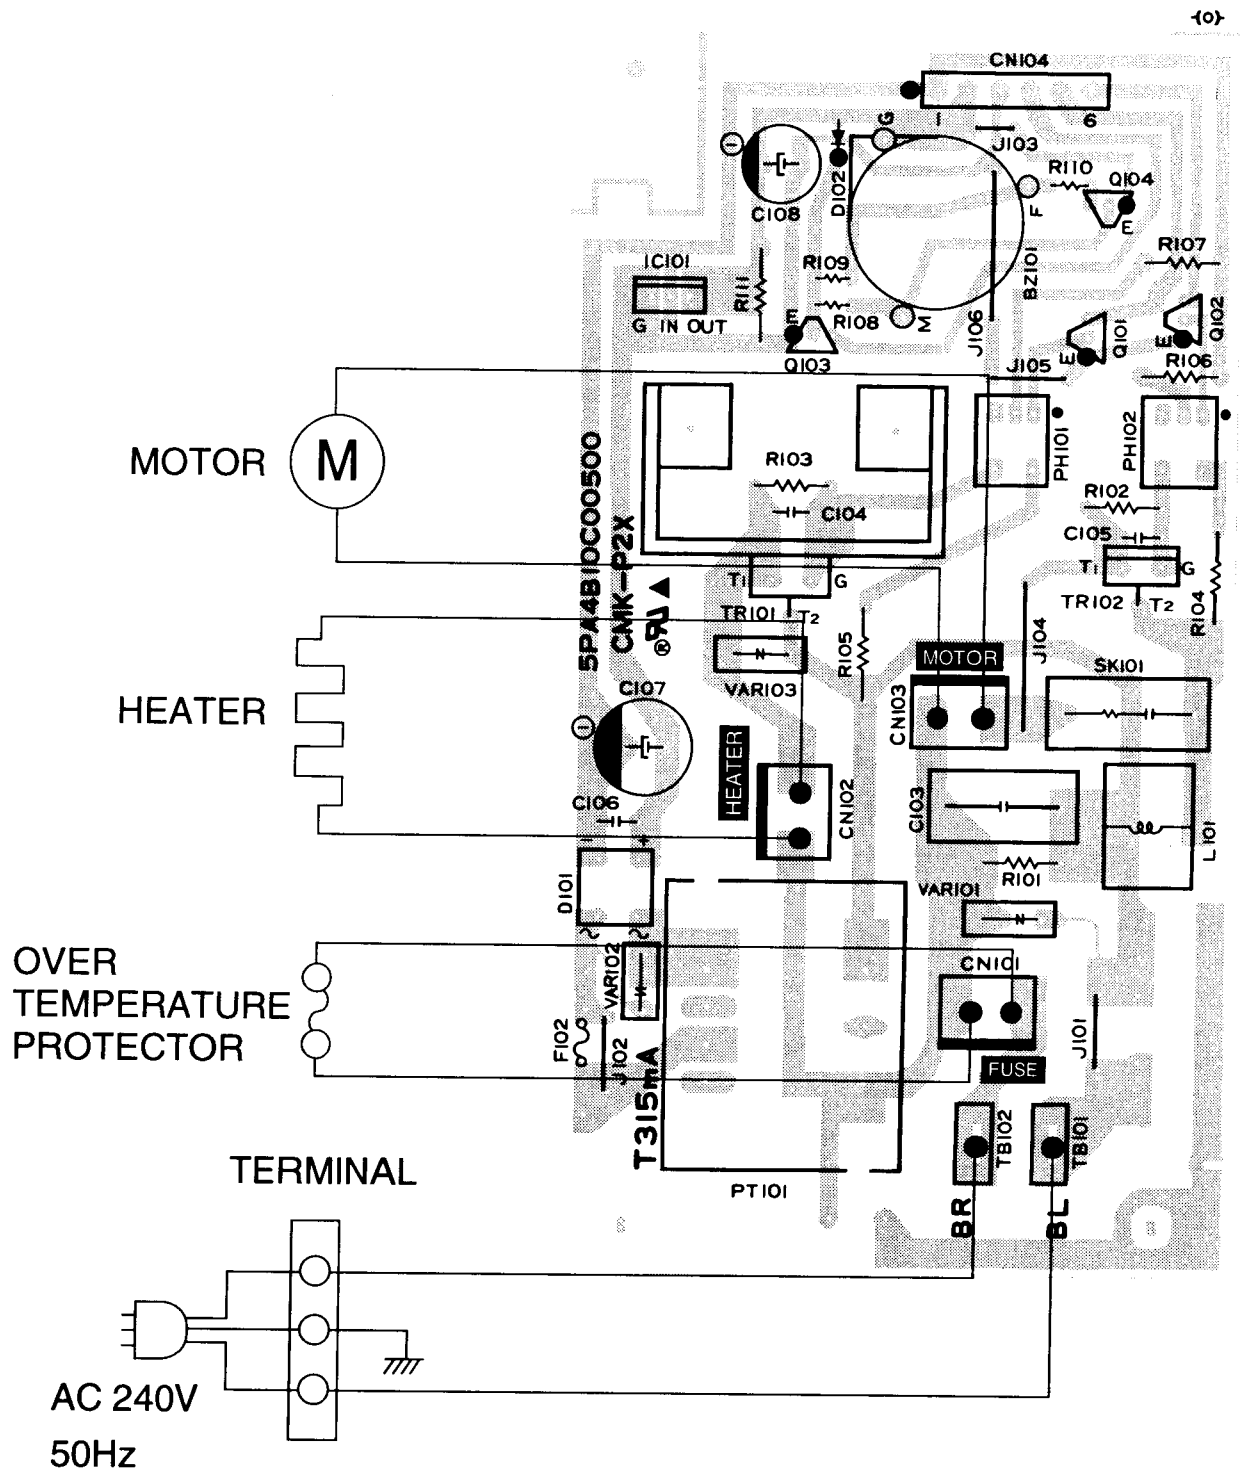 CN104
G
1
6
J103
R110
Q104
E
C108
D102
F
R107
IC101
R109
BZ101
R111
G IN OUT
E
R108
M
J106
Q101
Q102
E
E
Q103
J105
R106
MOTOR
M
5PA4B10C00500
CMK-P2X
R103
PH101
PH102
R102
C104
C105
T1
G
T1
G
TR101
T2
TR102
T2
R104
R105
J104
MOTOR
SK101
HEATER
VAR103
C107
CN103
HEATER
C106
CN102
C103
L101
−
+
R101
D101
VAR101
OVER
TEMPERATURE
PROTECTOR
VAR102
CN101
F102
J102
J101
T315mA
FUSE
TB102
TB101
TERMINAL
PT101
BR
BL
AC 240V
50Hz